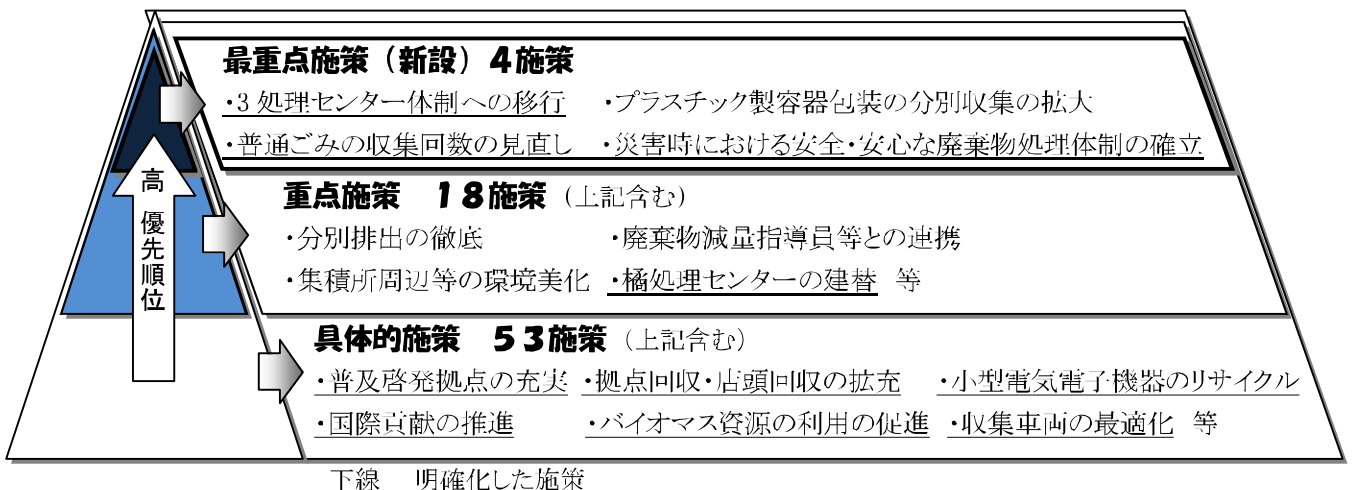 最重点施策（新設）４施策
・3 処理センター体制への移行 ・プラスチック製容器包装の分別収集の拡大
・普通ごみの収集回数の見直し ・災害時における安全・安心な廃棄物処理体制の確立
高 優先順位
重点施策 １８施策（上記含む）
・分別排出の徹底 ・廃棄物減量指導員等との連携
・集積所周辺等の環境美化 ・橘処理センターの建替 等
具体的施策 ５３施策（上記含む）
・普及啓発拠点の充実 ・拠点回収・店頭回収の拡充 ・小型電気電子機器のリサイクル
・国際貢献の推進 ・バイオマス資源の利用の促進 ・収集車両の最適化 等
下線 明確化した施策